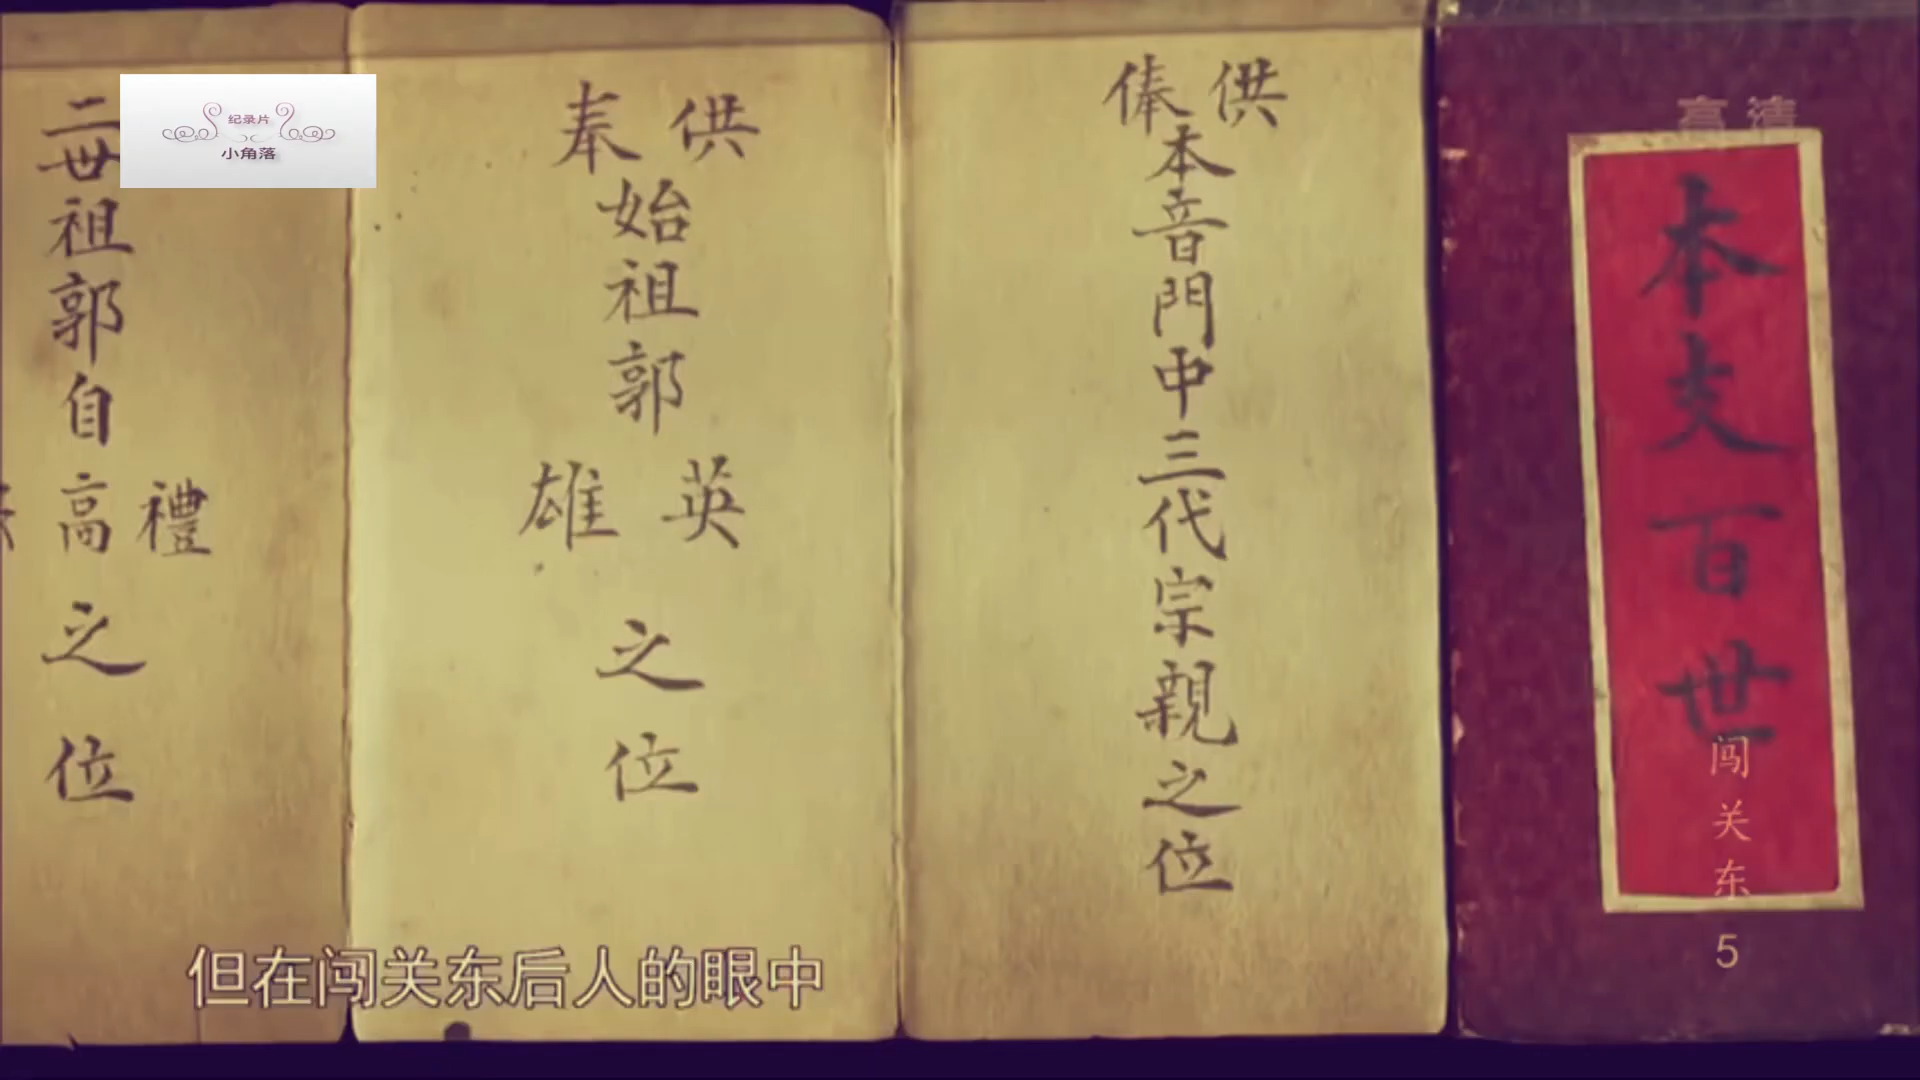 本支百世
供俸
本音門中三代宗親之位
供奉
始祖郭
英雄
之位
二世祖郭自高之位
禮
纪录片
小角落
高清
闯关东
5
但在闯关东后人的眼中